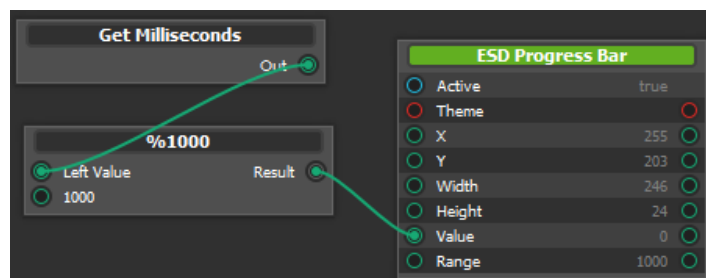 Get Milliseconds
Out
%1000
Left Value Result
1000
ESD Progress Bar
Active true
Theme
X 255
Y 203
Width 246
Height 24
Value 0
Range 1000